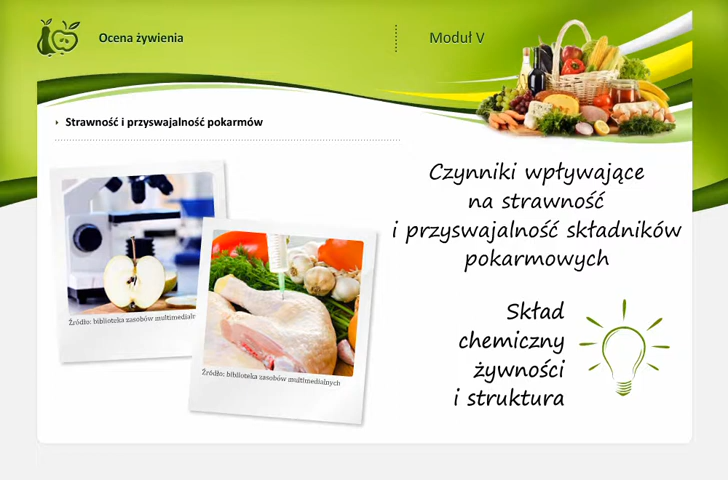 Ocena żywienia
Moduł V
Strawność i przyswajalność pokarmów
Czynniki wpływające
na strawność
i przyswajalność składników
pokarmowych
Źródło: biblioteka zasobów multimedialn
Źródło: biblioteka zasobów multimedialnych
Skład
chemiczny
żywności
i struktura